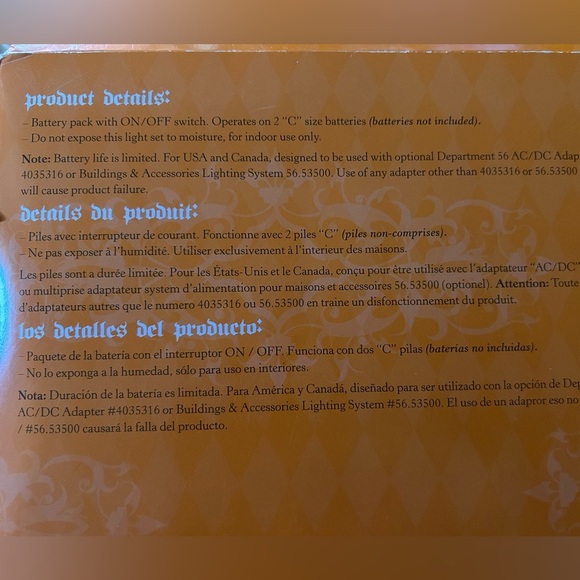 product details:
– Battery pack with ON/OFF switch. Operates on 2 "C" size batteries (batteries not included).
– Do not expose this light set to moisture, for indoor use only.
Note: Battery life is limited. For USA and Canada, designed to be used with optional Department 56 AC/DC Adap
4035316 or Buildings & Accessories Lighting System 56.53500. Use of any adapter other than 4035316 or 56.53500
will cause product failure.
details du produit:
– Piles avec interrupteur de courant. Fonctionne avec 2 piles "C" (piles non-comprises).
– Ne pas exposer á l'humidité. Utiliser exclusivement á l'interieur des maisons.
Les piles sont a durée limitée. Pour les États-Unis et le Canada, conçu pour être utilisé avec l'adaptateur "AC/DC"
ou multiprise adaptateur system d'alimentation pour maisons et accessoires 56.53500 (optionel). Attention: Toute
d'adaptateurs autre que le numero 4035316 ou 56.53500 en traine un disfonctionement du produit.
los detalles del producto:
– Paquete de la batería con el interruptor ON / OFF. Funciona con dos "C" pilas (baterias no incluidas).
– No lo exponga a la humedad, sólo para uso en interiores.
Nota: Duración de la batería es limitada. Para América y Canadá, diseñado para ser utilizado con la opción de Dep
AC/DC Adapter #4035316 or Buildings & Accessories Lighting System #56.53500. El uso de un adapror eso no
/ #56.53500 causará la falla del producto.